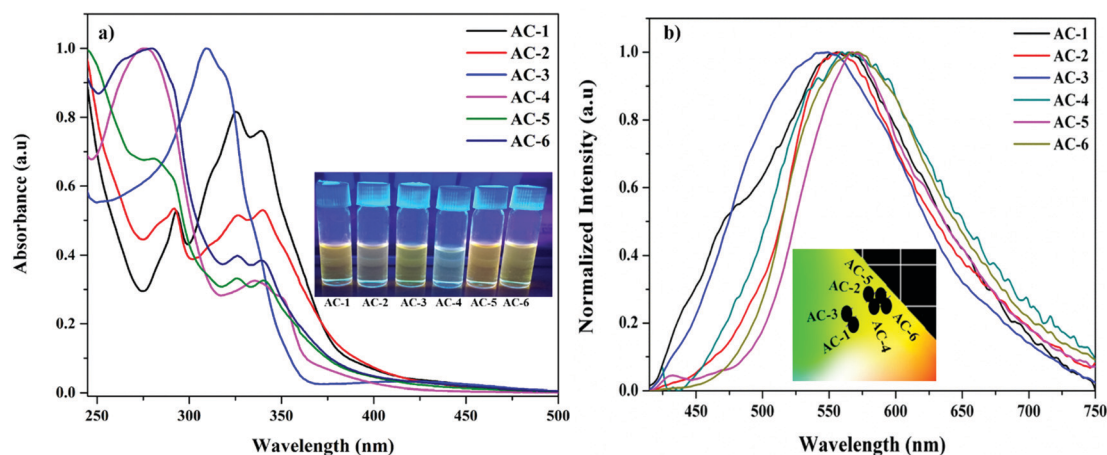 a)
AC-1
AC-2
AC-3
AC-4
AC-5
AC-6
1.0
0.8
0.6
0.4
0.2
0.0
Absorbance (a.u)
AC-1 AC-2 AC-3 AC-4 AC-5 AC-6
250 300 350 400 450 500
Wavelength (nm)
b)
AC-1
AC-2
AC-3
AC-4
AC-5
AC-6
1.0
0.8
0.6
0.4
0.2
0.0
Normalized Intensity (a.u)
AC-5
AC-2
AC-3
AC-1
AC-4
AC-6
450 500 550 600 650 700 750
Wavelength (nm)